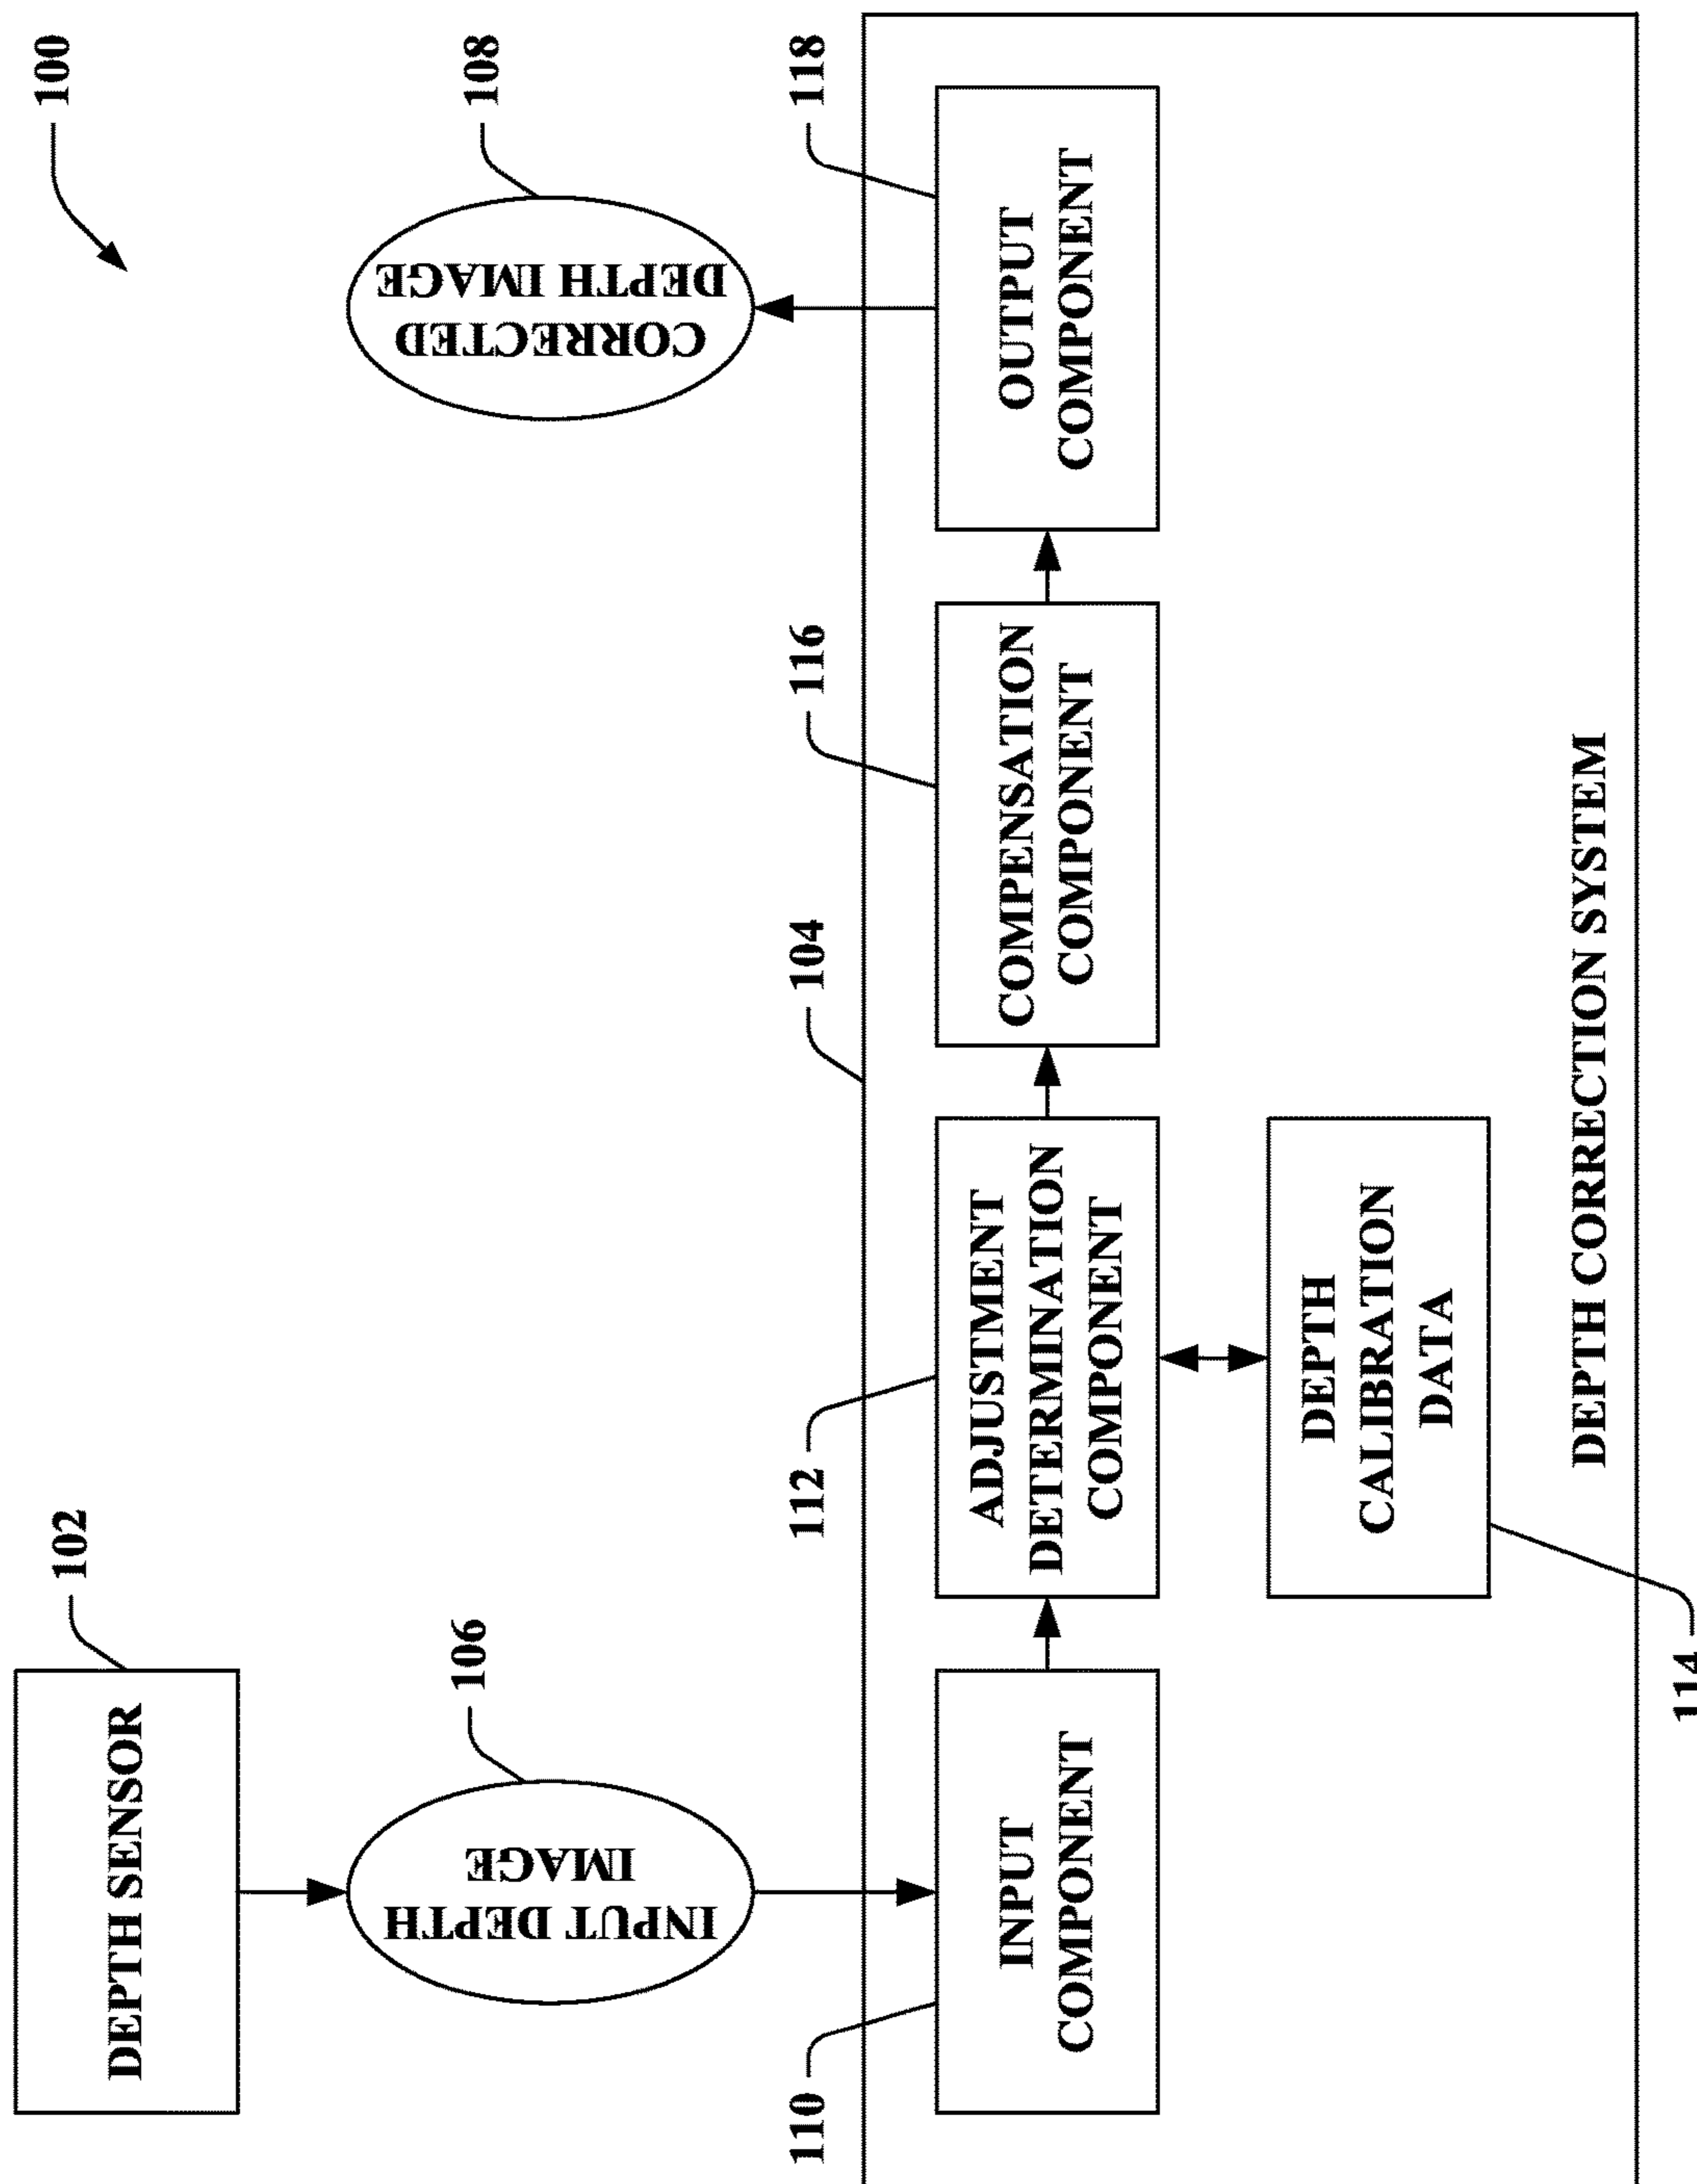 100
DEPTH SENSOR
102
INPUT DEPTH
IMAGE
106
CORRECTED
DEPTH IMAGE
108
110
112
104
116
118
INPUT
COMPONENT
ADJUSTMENT
DETERMINATION
COMPONENT
COMPENSATION
COMPONENT
OUTPUT
COMPONENT
DEPTH
CALIBRATION
DATA
114
DEPTH CORRECTION SYSTEM